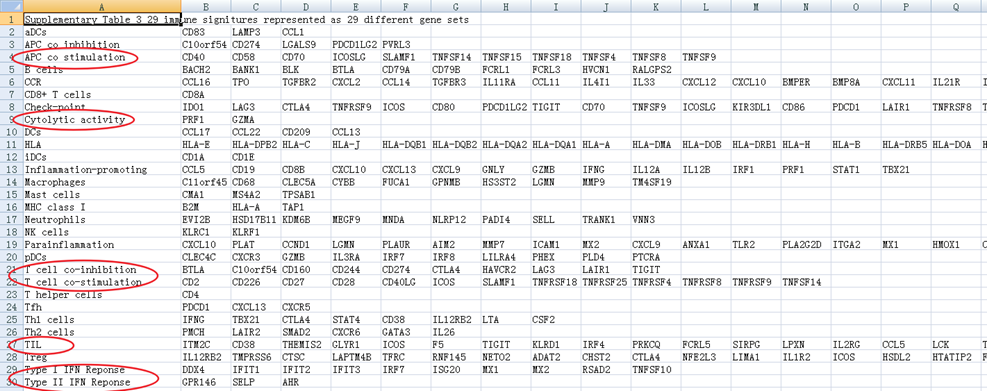 A B C D E F G H I J K L M N O P Q
1 Supplementary Table 3 29 immune signitures represented as 29 different gene sets
2 aDCs CD83 LAMP3 CCL1
3 APC co inhibition C10orf54 CD274 LGALS9 PDCD1LG2 PVRL3
4 APC co stimulation CD40 CD58 CD70 ICOSLG SLAMF1 TNFSF14 TNFSF15 TNFSF18 TNFSF4 TNFSF8 TNFSF9
5 B cells BACH2 BANK1 BLK BTLA CD79A CD79B FCRL1 FCRL3 HVCN1 RALGPS2
6 CCR CCL16 TPO TGFBR2 CXCL2 CCL14 TGFBR3 IL11RA CCL11 IL4I1 IL33 CXCL12 CXCL10 BMPER BMP8A CXCL11 IL21R
7 CD8+ T cells CD8A
8 Check-point IDO1 LAG3 CTLA4 TNFRSF9 ICOS CD80 PDCD1LG2 TIGIT CD70 TNFSF9 ICOSLG KIR3DL1 CD86 PDCD1 LAIR1 TNFRSF8
9 Cytolytic activity PRF1 GZMA
10 DCs CCL17 CCL22 CD209 CCL13
11 HLA HLA-E HLA-DPB2 HLA-C HLA-J HLA-DQB1 HLA-DQB2 HLA-DQA2 HLA-DQA1 HLA-A HLA-DMA HLA-DOB HLA-DRB1 HLA-H HLA-B HLA-DRB5 HLA-DOA
12 iDCs CD1A CD1E
13 Inflammation-promoting CCL5 CD19 CD8B CXCL10 CXCL13 CXCL9 GNLY GZMB IFNG IL12A IL12B IRF1 PRF1 STAT1 TBX21
14 Macrophages C11orf45 CD68 CLEC5A CYBB FUCA1 GPNMB HS3ST2 LGMN MMP9 TM4SF19
15 Mast cells CMA1 MS4A2 TPSAB1
16 MHC class I B2M HLA-A TAP1
17 Neutrophils EVI2B HSD17B11 KDM6B MEGF9 MNDA NLRP12 PADI4 SELL TRANK1 VNN3
18 NK cells KLRC1 KLRF1
19 Parainflammation CXCL10 PLAT CCND1 LGMN PLAUR AIM2 MMP7 ICAM1 MX2 CXCL9 ANXA1 TLR2 PLA2G2D ITGA2 MX1 HMOX1
20 pDCs CLEC4C CXCR3 GZMB IL3RA IRF7 IRF8 LILRA4 PHEX PLD4 PTCRA
21 T cell co-inhibition BTLA C10orf54 CD160 CD244 CD274 CTLA4 HAVCR2 LAG3 LAIR1 TIGIT
22 T cell co-stimulation CD2 CD226 CD27 CD28 CD40LG ICOS SLAMF1 TNFRSF18 TNFRSF25 TNFRSF4 TNFRSF8 TNFRSF9 TNFSF14
23 T helper cells CD4
24 Tfh PDCD1 CXCL13 CXCR5
25 Th1 cells IFNG TBX21 CTLA4 STAT4 CD38 IL12RB2 LTA CSF2
26 Th2 cells PMCH LAIR2 SMAD2 CXCR6 GATA3 IL26
27 TIL ITM2C CD38 THEMIS2 GLYR1 ICOS F5 TIGIT KLRD1 IRF4 PRKCQ FCRL5 SIRPG LPXN IL2RG CCL5 LCK
28 Treg IL12RB2 TMPRSS6 CTSC LAPTM4B TFRC RNF145 NETO2 ADAT2 CHST2 CTLA4 NFE2L3 LIMA1 IL1R2 ICOS HSDL2 HTATIP2
29 Type I IFN Reponse DDX4 IFIT1 IFIT2 IFIT3 IRF7 ISG20 MX1 MX2 RSAD2 TNFSF10
30 Type II IFN Reponse GPR146 SELP AHR